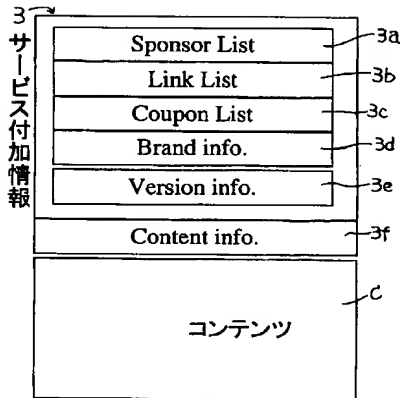 3
サービス付加情報
Sponsor List
3a
Link List
3b
Coupon List
3c
Brand info.
3d
Version info.
3e
Content info.
3f
コンテンツ
C